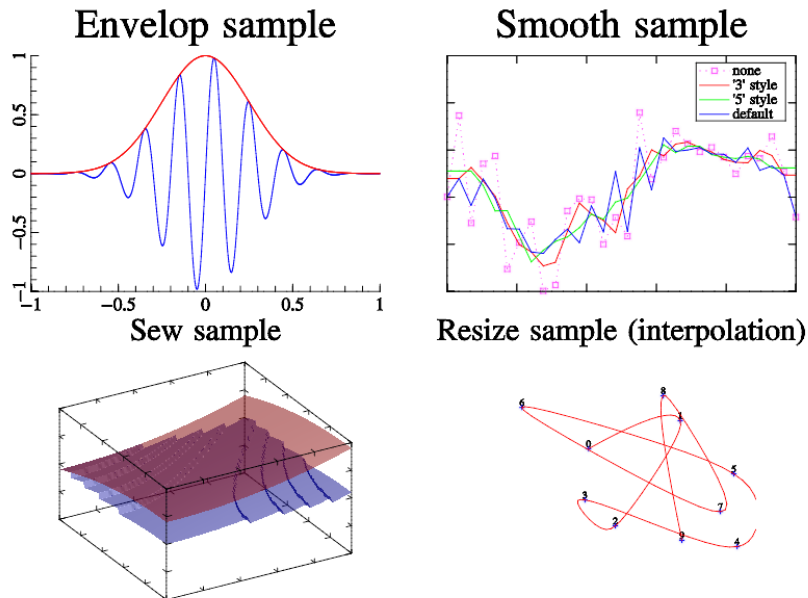 Envelop sample
Smooth sample
1
0.5
0
−0.5
−1
−1
−0.5
0
0.5
1
none
'3' style
'5' style
default
Sew sample
Resize sample (interpolation)
8
6
1
0
5
3
7
2
9
4